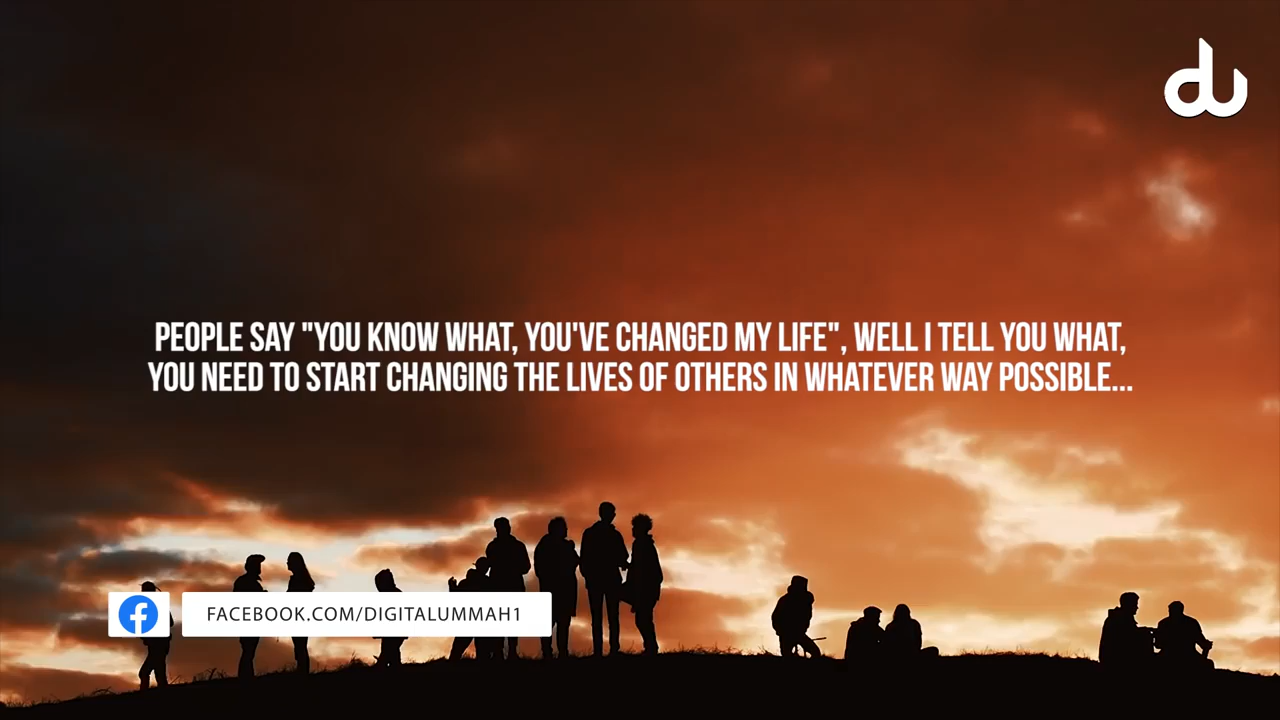 du
PEOPLE SAY "YOU KNOW WHAT, YOU'VE CHANGED MY LIFE", WELL I TELL YOU WHAT,
YOU NEED TO START CHANGING THE LIVES OF OTHERS IN WHATEVER WAY POSSIBLE...
FACEBOOK.COM/DIGITALUMMAH1